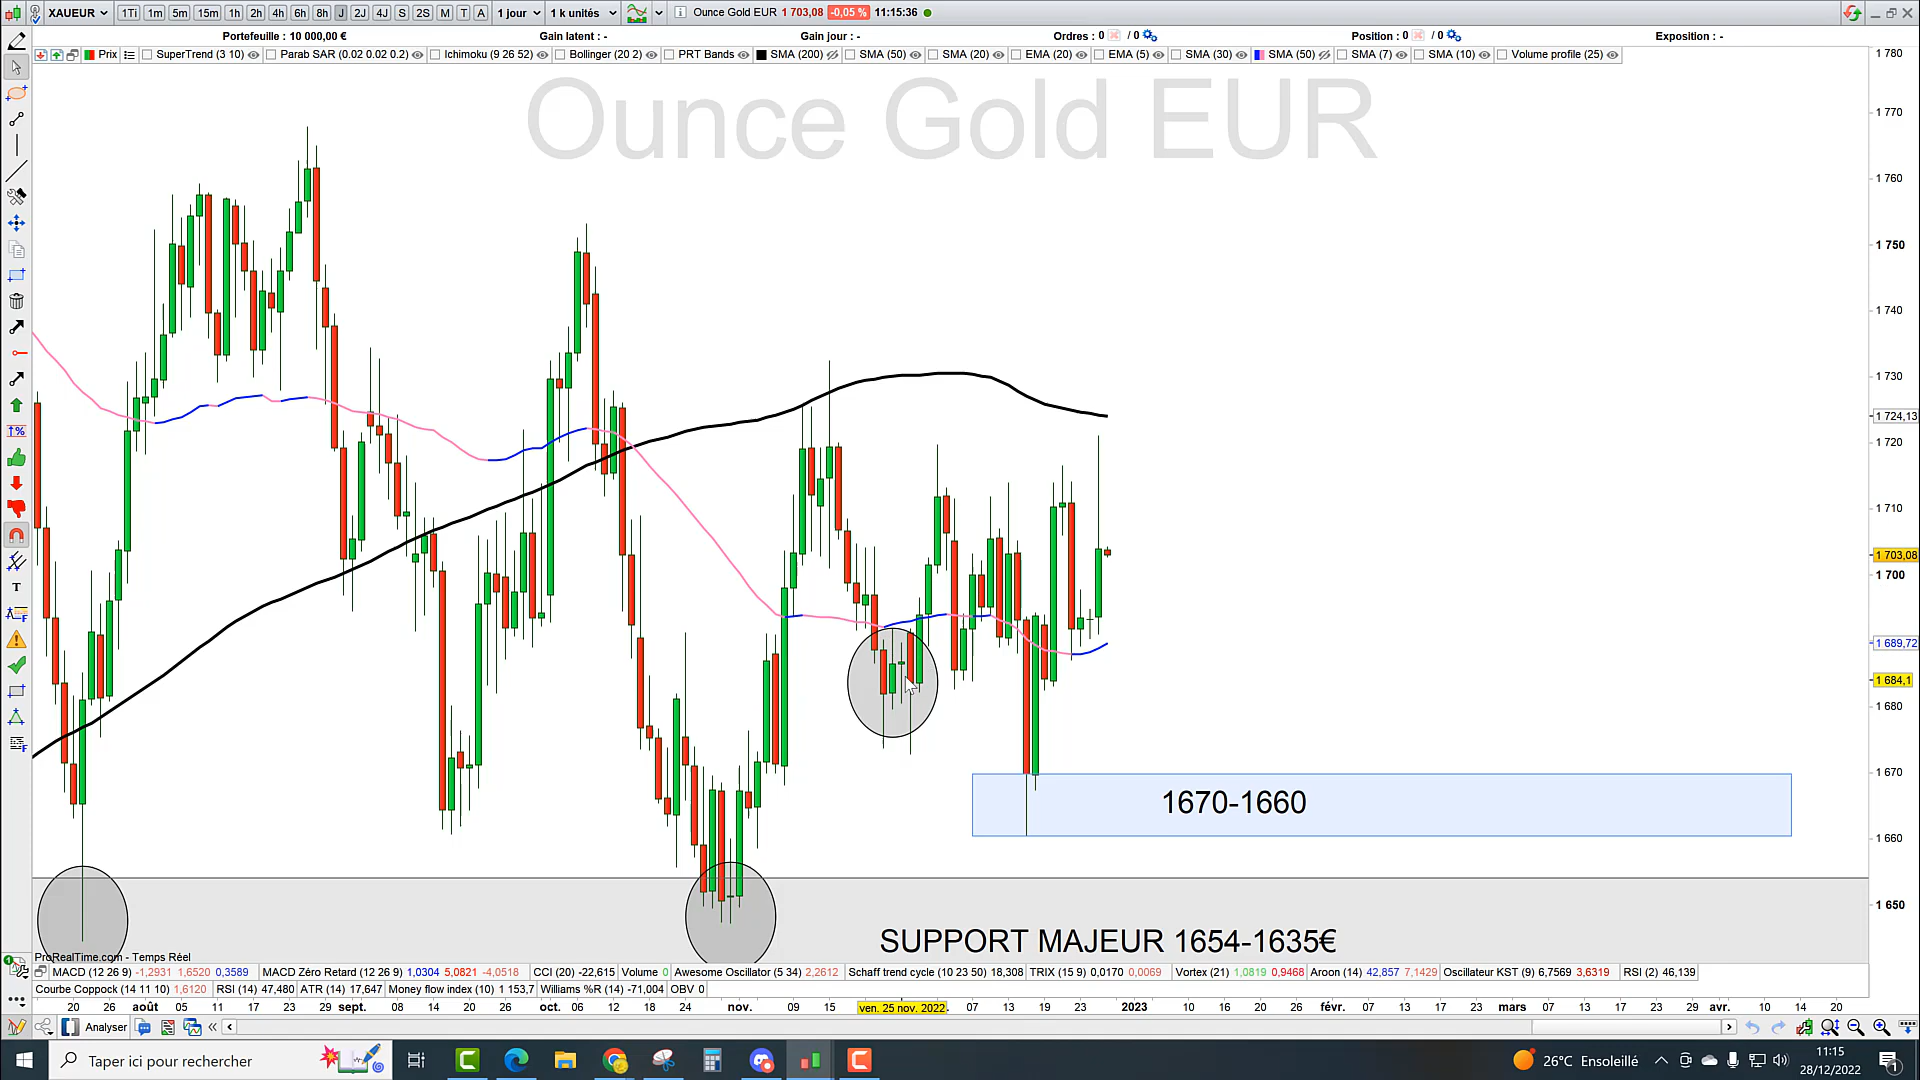 XAUEUR 1Ti 1m 5m 15m 1h 2h 4h 6h 8h J 2J 4J S 2S M T A 1 jour 1 k unités Ounce Gold EUR 1 703,08 -0,05 % 11:15:36
Portefeuille : 10 000,00 € Gain latent : - Gain jour : - Ordres : 0 / 0 Position : 0 / 0 Exposition : -
Prix SuperTrend (3 10) Parab SAR (0.02 0.02 0.2) Ichimoku (9 26 52) Bollinger (20 2) PRT Bands SMA (200) SMA (50) SMA (20) EMA (20) EMA (5) SMA (30) SMA (50) SMA (7) SMA (10) Volume profile (25)
Ounce Gold EUR
1 780
1 770
1 760
1 750
1 740
1 730
1 724,13
1 720
1 710
1 703,08
1 700
1 689,72
1 684,1
1 680
1 670
1670-1660
1 660
1 650
SUPPORT MAJEUR 1654-1635€
ProRealTime.com - Temps Réel
MACD (12 26 9) -1,2931 1,6520 0,3589 MACD Zéro Retard (12 26 9) 1,0304 5,0821 -4,0518 CCI (20) -22,615 Volume 0 Awesome Oscillator (5 34) 2,2612 Schaff trend cycle (10 23 50) 18,308 TRIX (15 9) 0,0170 0,0069 Vortex (21) 1,0819 0,9468 Aroon (14) 42,857 7,1429 Oscillateur KST (9) 6,7569 3,6319 RSI (2) 46,139
Courbe Coppock (14 11 10) 1,6120 RSI (14) 47,480 ATR (14) 17,647 Money flow index (10) 1 153,7 Williams %R (14) -71,004 OBV 0
20 26 août 05 11 17 23 29 sept. 08 14 20 26 oct. 06 12 18 24 nov. 09 15 ven. 25 nov. 2022 07 13 19 23 2023 10 16 20 26 févr. 07 13 17 23 mars 07 13 17 23 29 avr. 10 14 20
Analyser
Taper ici pour rechercher 26°C Ensoleillé 11:15
28/12/2022